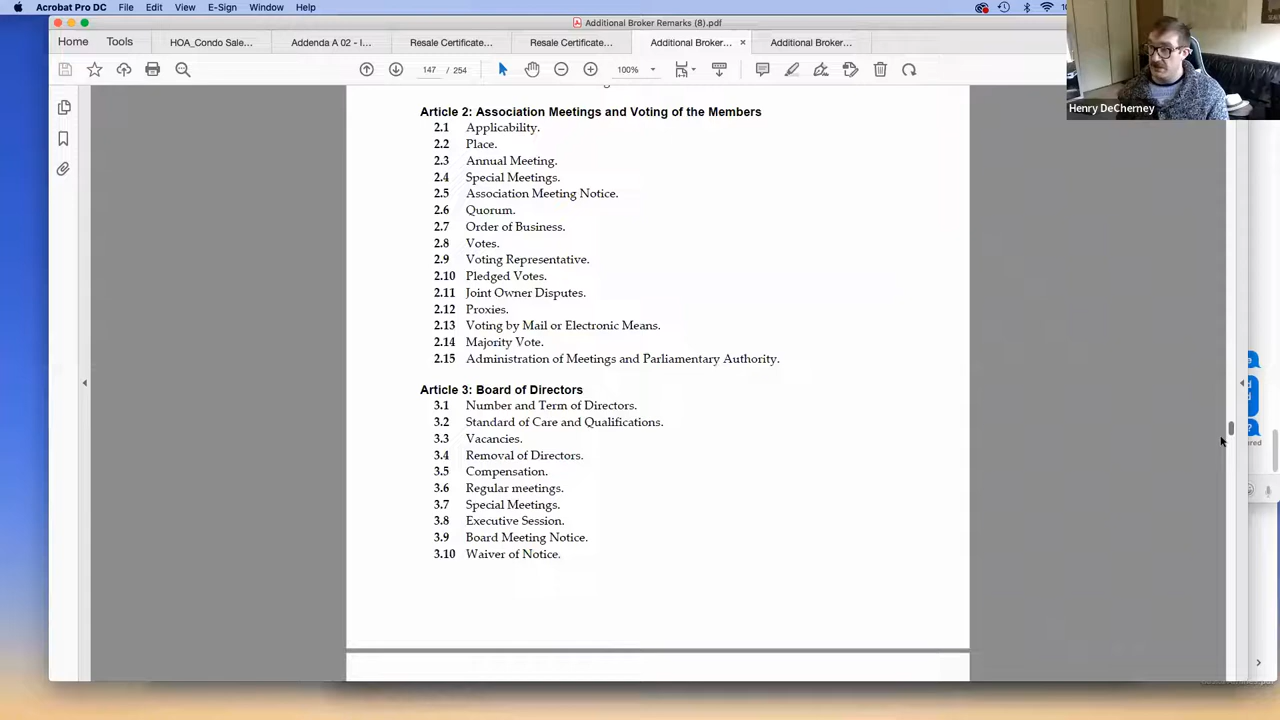 Acrobat Pro DC File Edit View E-Sign Window Help
Additional Broker Remarks (8).pdf
Home Tools HOA_Condo Sale... Addenda A 02 - I... Resale Certificate... Resale Certificate... Additional Broker... × Additional Broker...
147 / 254 100%
Henry DeCherney
Article 2: Association Meetings and Voting of the Members
2.1 Applicability.
2.2 Place.
2.3 Annual Meeting.
2.4 Special Meetings.
2.5 Association Meeting Notice.
2.6 Quorum.
2.7 Order of Business.
2.8 Votes.
2.9 Voting Representative.
2.10 Pledged Votes.
2.11 Joint Owner Disputes.
2.12 Proxies.
2.13 Voting by Mail or Electronic Means.
2.14 Majority Vote.
2.15 Administration of Meetings and Parliamentary Authority.
Article 3: Board of Directors
3.1 Number and Term of Directors.
3.2 Standard of Care and Qualifications.
3.3 Vacancies.
3.4 Removal of Directors.
3.5 Compensation.
3.6 Regular meetings.
3.7 Special Meetings.
3.8 Executive Session.
3.9 Board Meeting Notice.
3.10 Waiver of Notice.